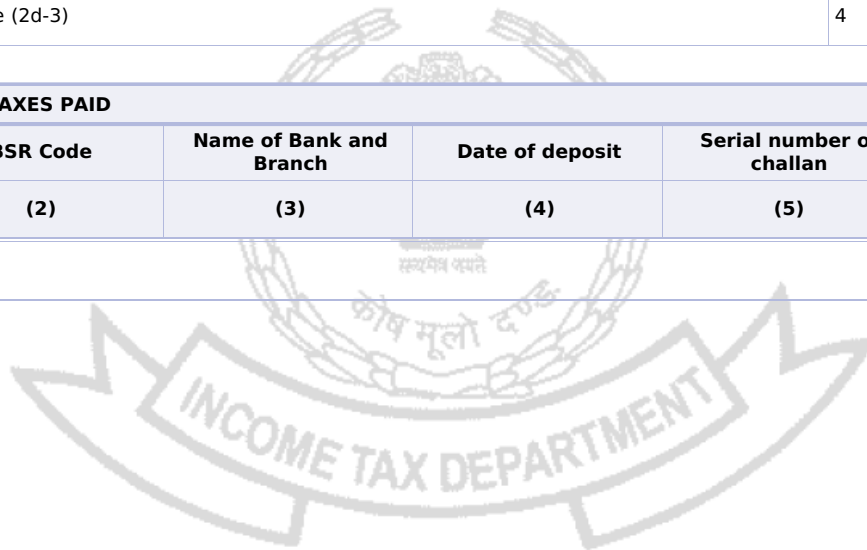 e (2d-3) 4
AXES PAID
BSR Code Name of Bank and Branch Date of deposit Serial number o challan
(2) (3) (4) (5)
सत्यमेव जयते
कोष मूलो दण्ड:
INCOME TAX DEPARTMENT